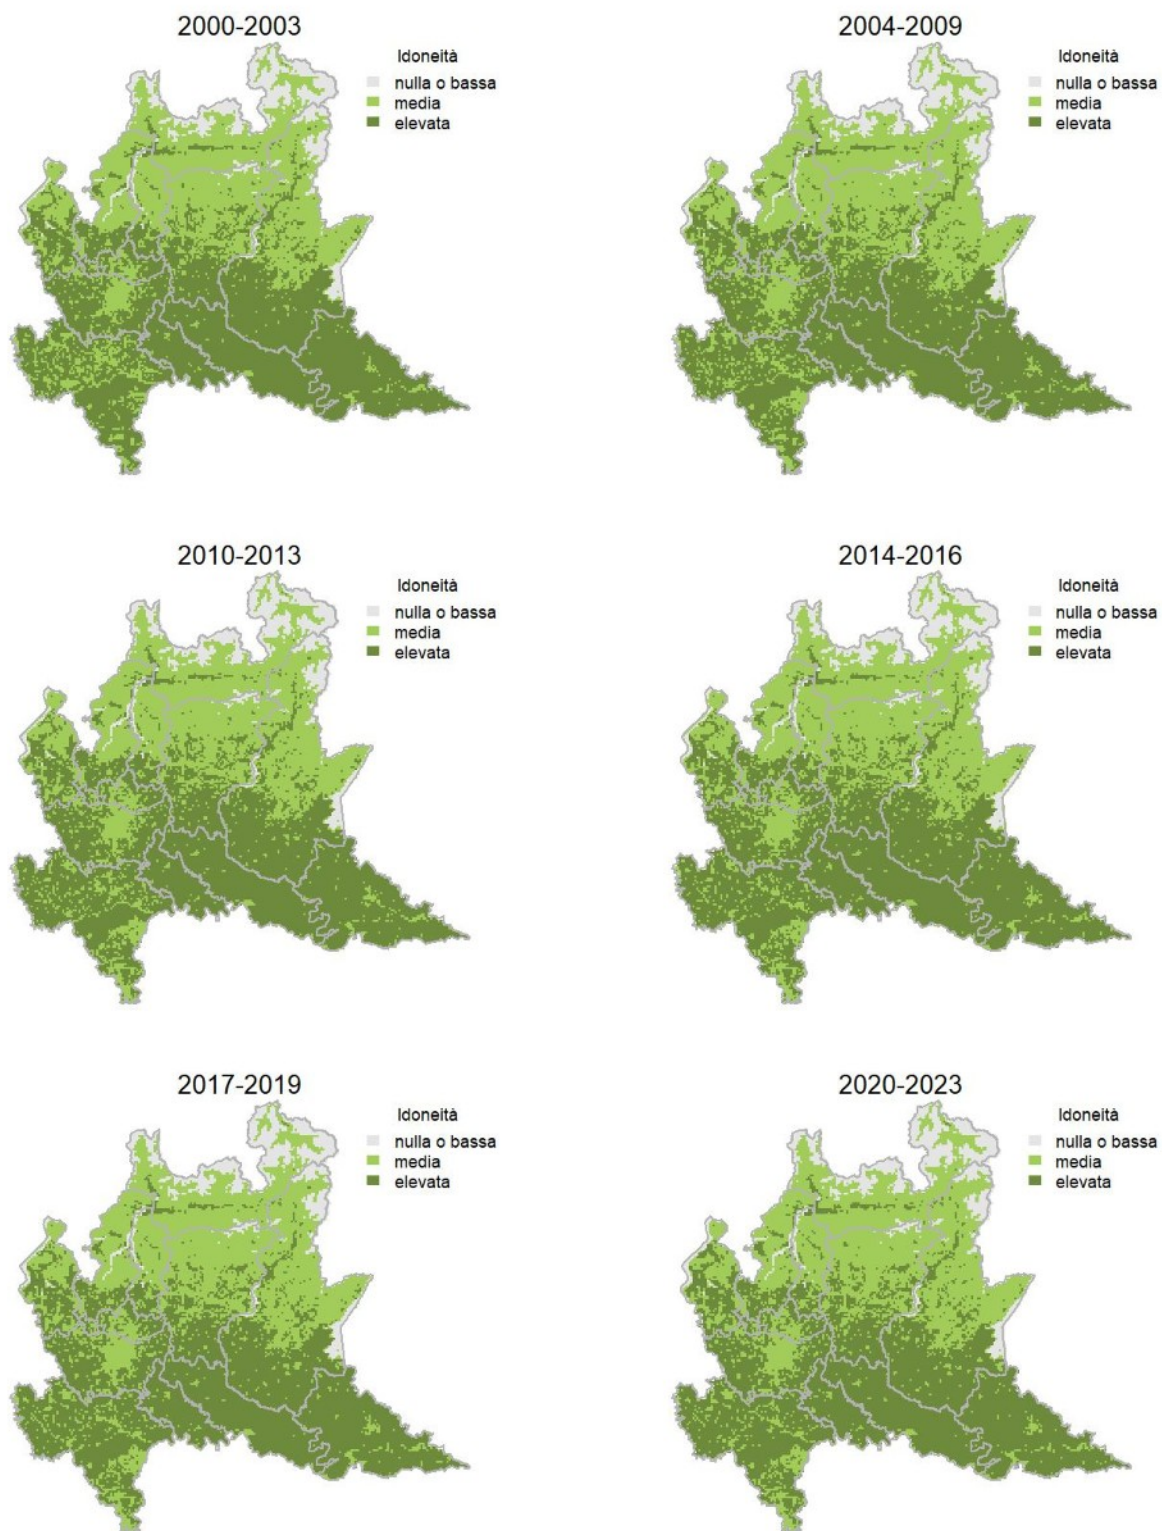 2000-2003
Idoneità
nulla o bassa
media
elevata
2004-2009
Idoneità
nulla o bassa
media
elevata
2010-2013
Idoneità
nulla o bassa
media
elevata
2014-2016
Idoneità
nulla o bassa
media
elevata
2017-2019
Idoneità
nulla o bassa
media
elevata
2020-2023
Idoneità
nulla o bassa
media
elevata